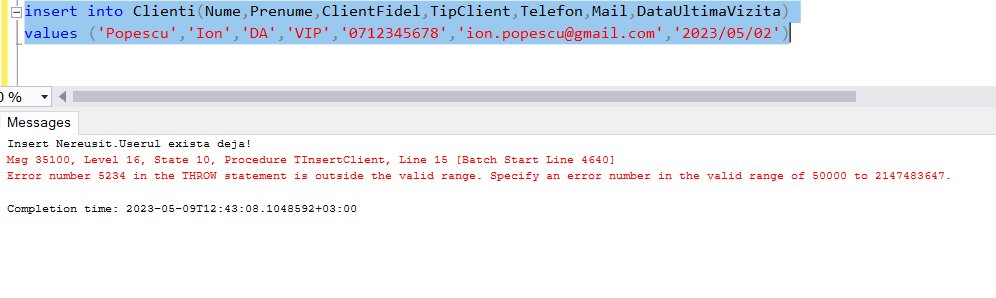 insert into Clienti(Nume,Prenume,ClientFidel,TipClient,Telefon,Mail,DataUltimaVizita)
values ('Popescu','Ion','DA','VIP','0712345678','ion.popescu@gmail.com','2023/05/02')
0 %
Messages
Insert Nereusit.Userul exista deja!
Msg 35100, Level 16, State 10, Procedure TInsertClient, Line 15 [Batch Start Line 4640]
Error number 5234 in the THROW statement is outside the valid range. Specify an error number in the valid range of 50000 to 2147483647.
Completion time: 2023-05-09T12:43:08.1048592+03:00